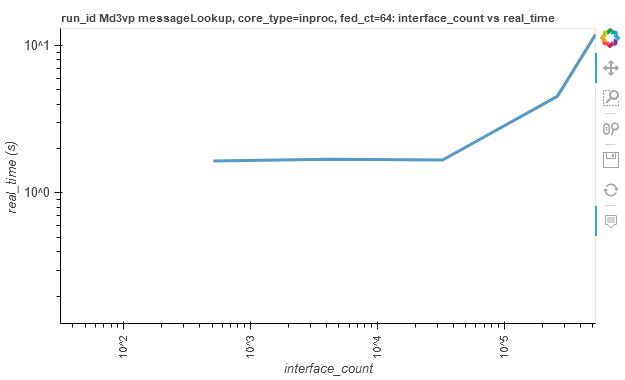 run_id Md3vp messageLookup, core_type=inproc, fed_ct=64: interface_count vs real_time
10^1
10^0
real_time (s)
10^2
10^3
10^4
10^5
interface_count